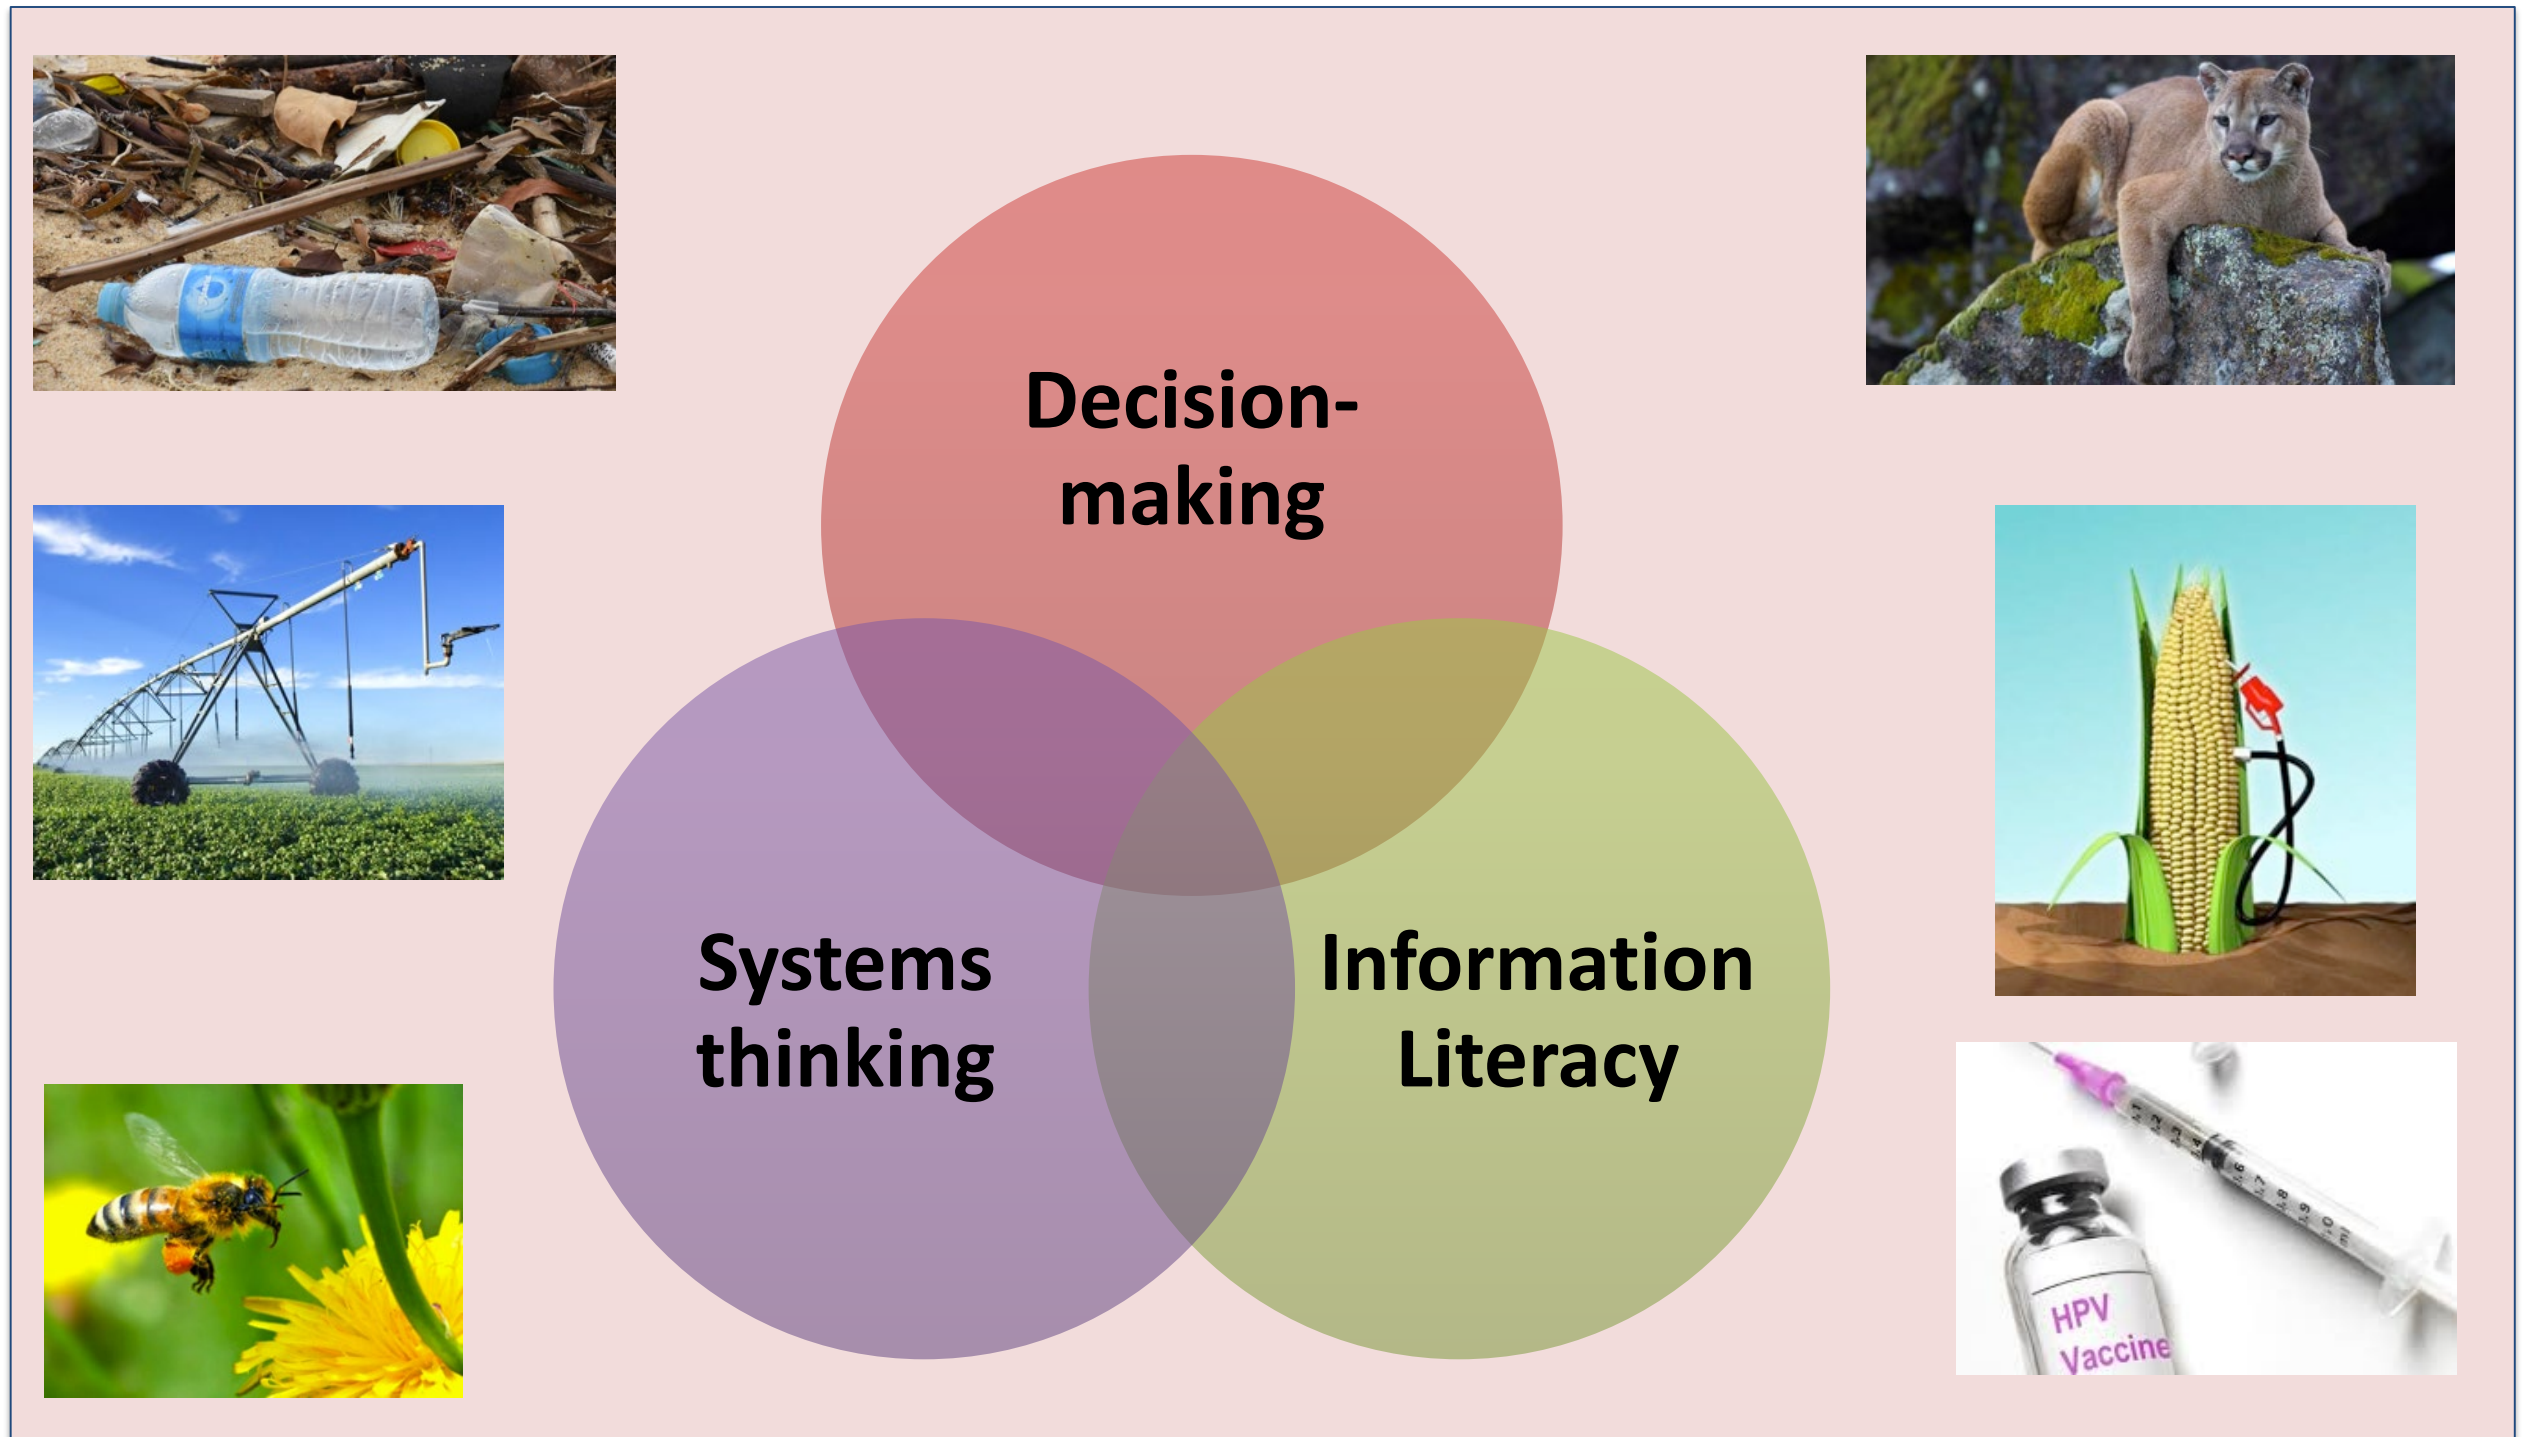 Decision-
making
Systems
thinking
Information
Literacy
HPV
Vaccine